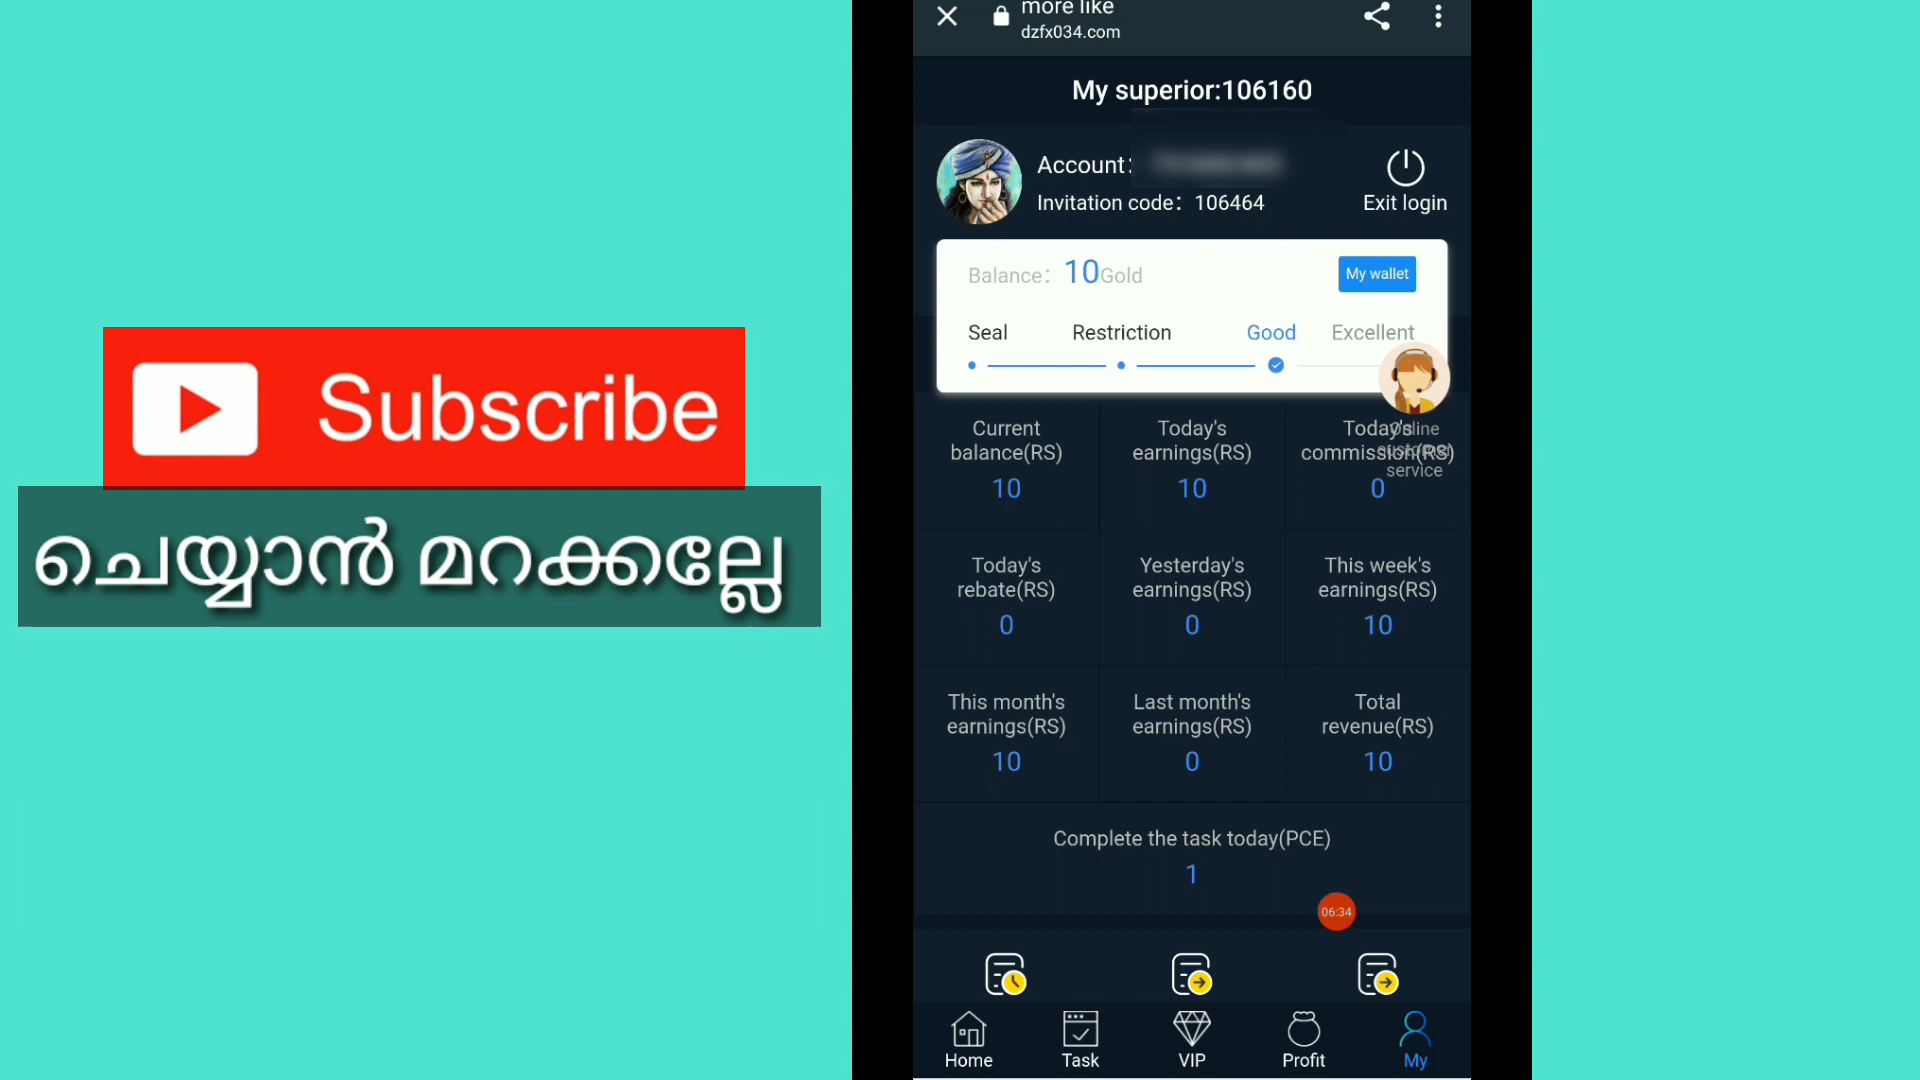 Subscribe
ചെയ്യാൻ മറക്കല്ലേ
more like
dzfx034.com
My superior:106160
Account:
Invitation code: 106464
Exit login
Balance: 10Gold
My wallet
Seal Restriction Good Excellent
Online
customer
service
Current
balance(RS)
10
Today's
earnings(RS)
10
Today's
commission(RS)
0
Today's
rebate(RS)
0
Yesterday's
earnings(RS)
0
This week's
earnings(RS)
10
This month's
earnings(RS)
10
Last month's
earnings(RS)
0
Total
revenue(RS)
10
Complete the task today(PCE)
1
06:34
Home Task VIP Profit My